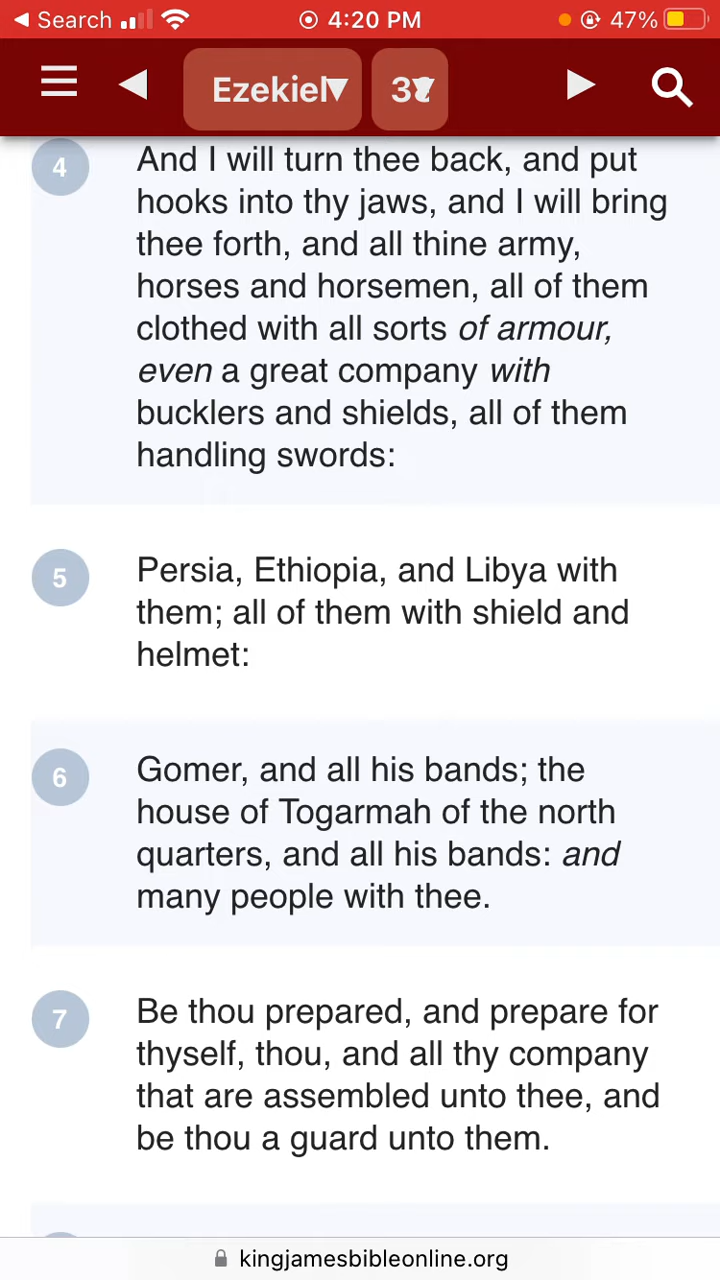 Search 4:20 PM 47%
Ezekiel 38
4 And I will turn thee back, and put
hooks into thy jaws, and I will bring
thee forth, and all thine army,
horses and horsemen, all of them
clothed with all sorts of armour,
even a great company with
bucklers and shields, all of them
handling swords:
5 Persia, Ethiopia, and Libya with
them; all of them with shield and
helmet:
6 Gomer, and all his bands; the
house of Togarmah of the north
quarters, and all his bands: and
many people with thee.
7 Be thou prepared, and prepare for
thyself, thou, and all thy company
that are assembled unto thee, and
be thou a guard unto them.
kingjamesbibleonline.org